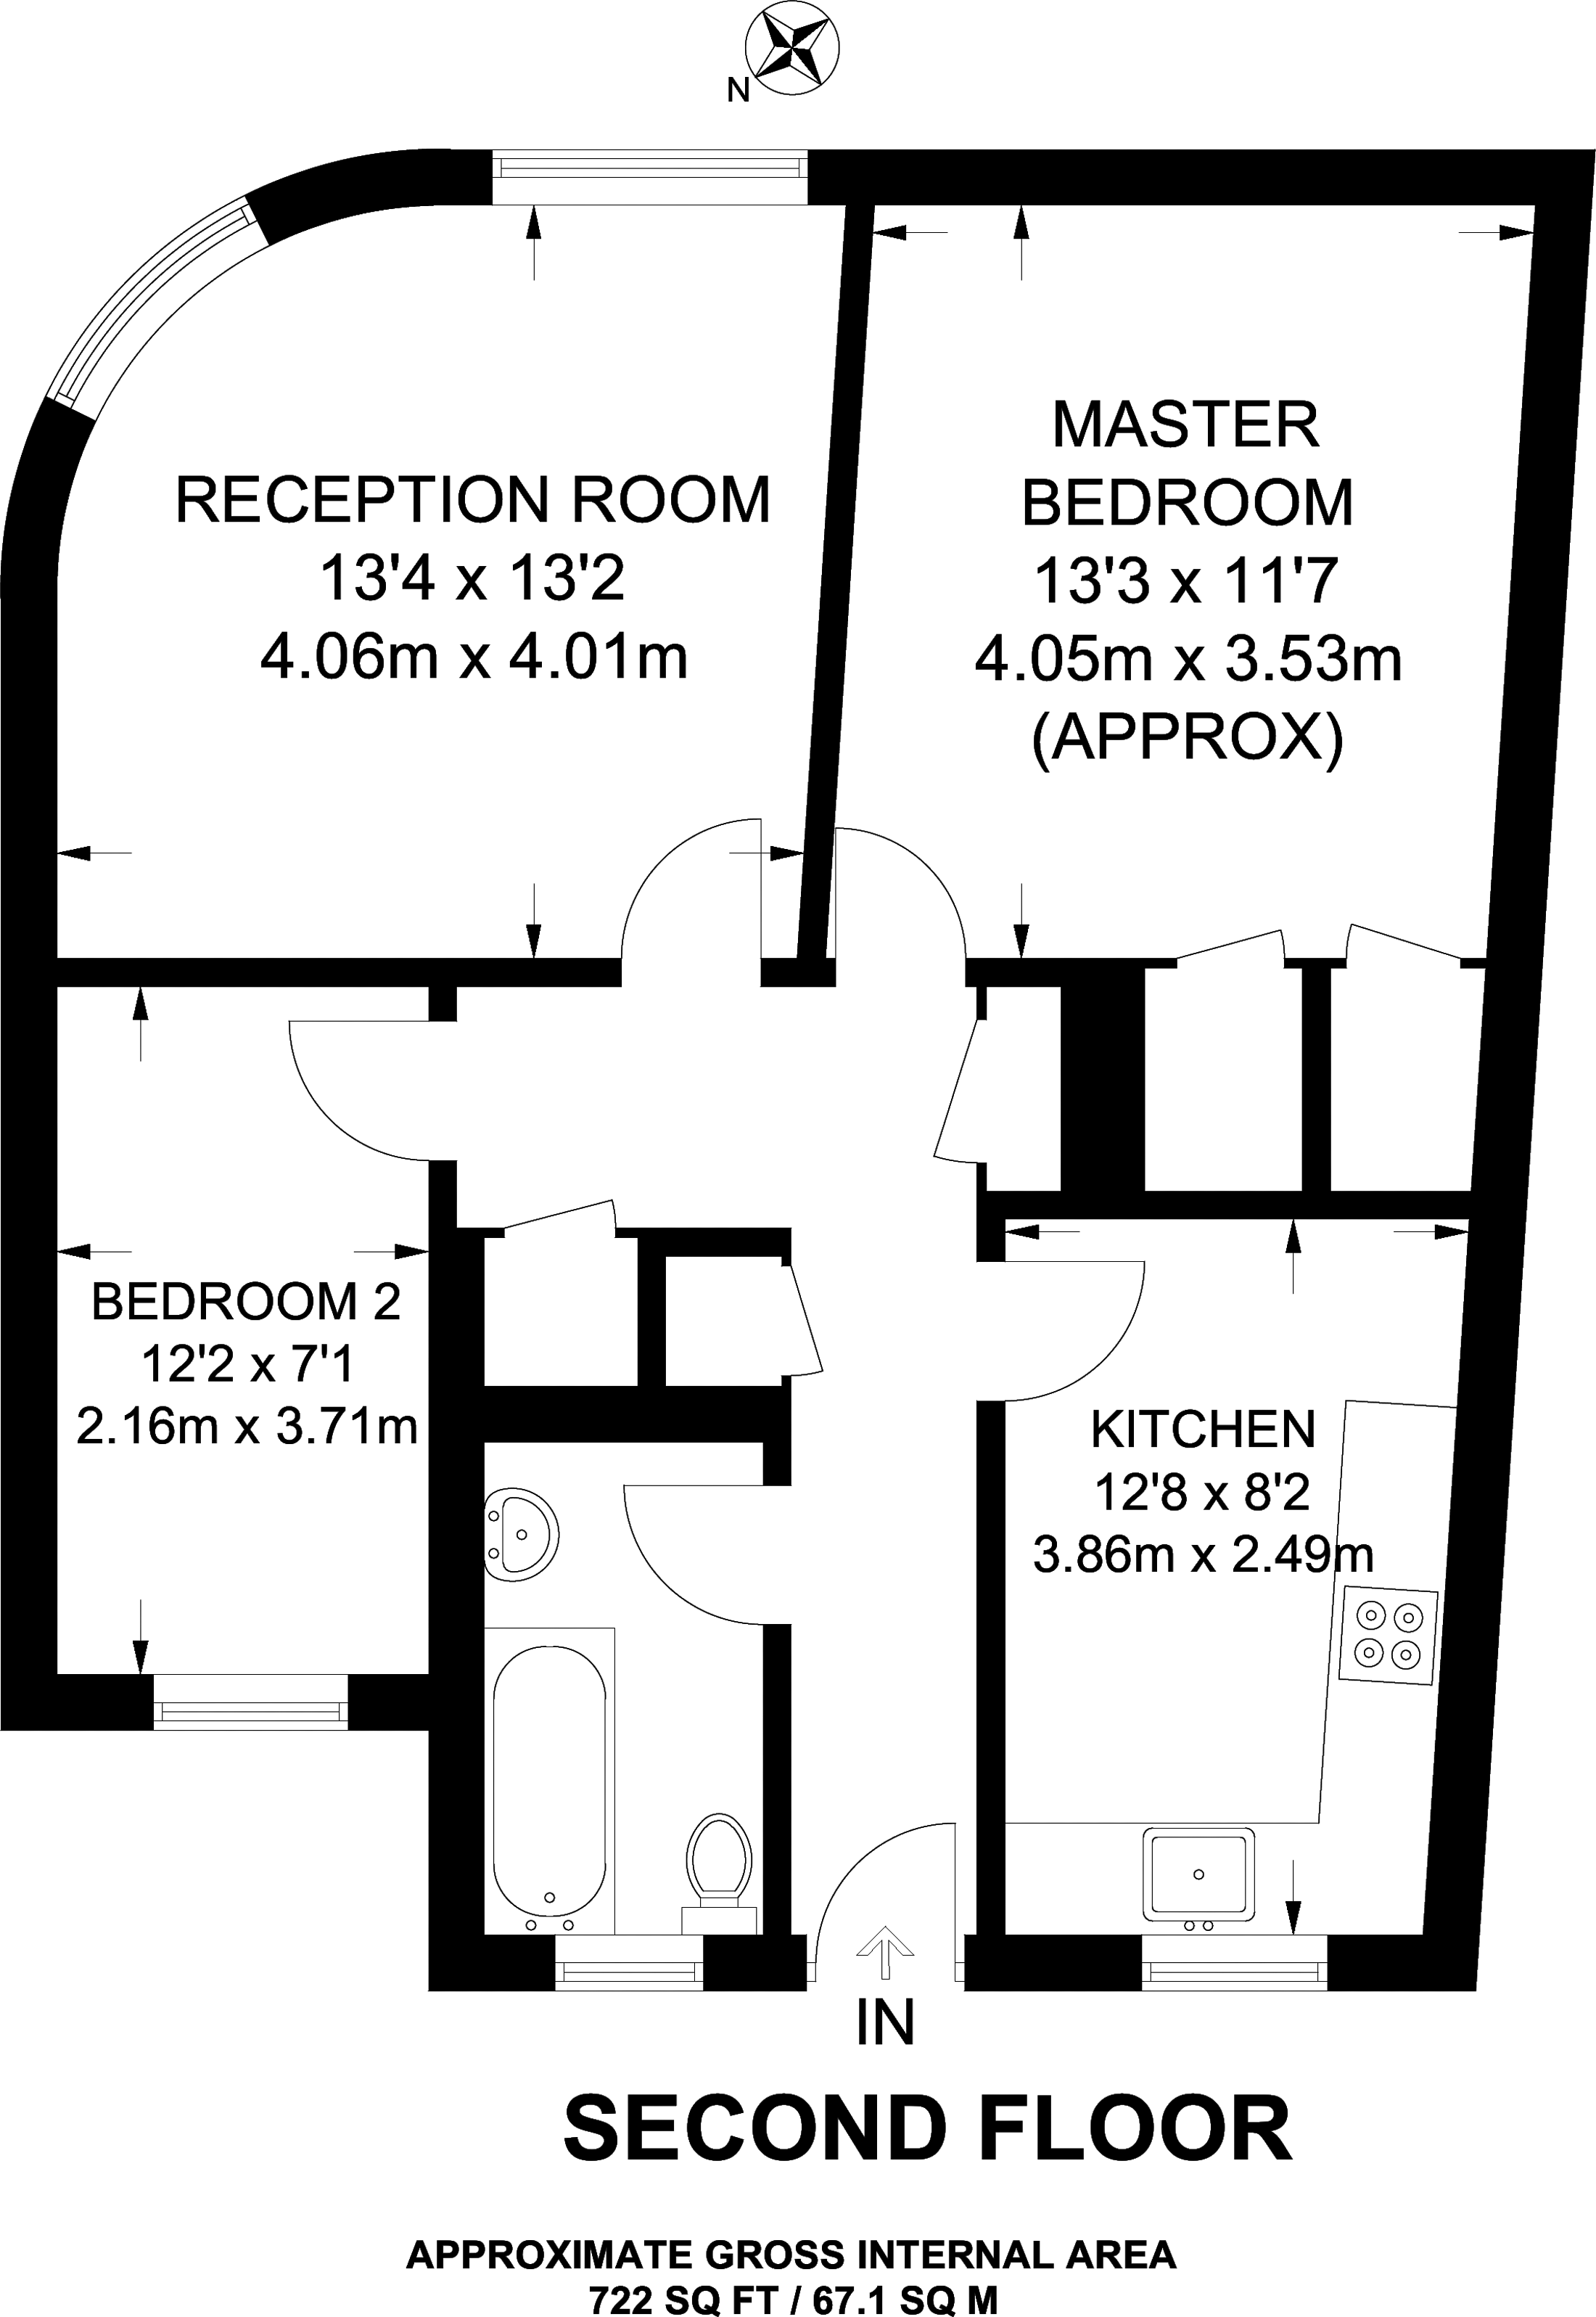 N
RECEPTION ROOM
13'4 x 13'2
4.06m x 4.01m
MASTER
BEDROOM
13'3 x 11'7
4.05m x 3.53m
(APPROX)
BEDROOM 2
12'2 x 7'1
2.16m x 3.71m
KITCHEN
12'8 x 8'2
3.86m x 2.49m
IN
SECOND FLOOR
APPROXIMATE GROSS INTERNAL AREA
722 SQ FT / 67.1 SQ M